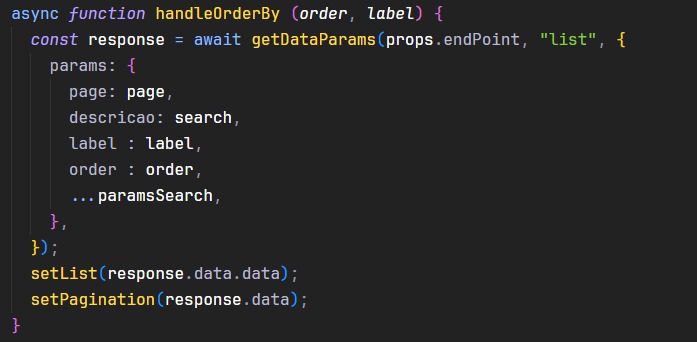 async function handleOrderBy (order, label) {
const response = await getDataParams(props.endPoint, "list", {
params: {
page: page,
descricao: search,
label : label,
order : order,
...paramsSearch,
},
});
setList(response.data.data);
setPagination(response.data);
}